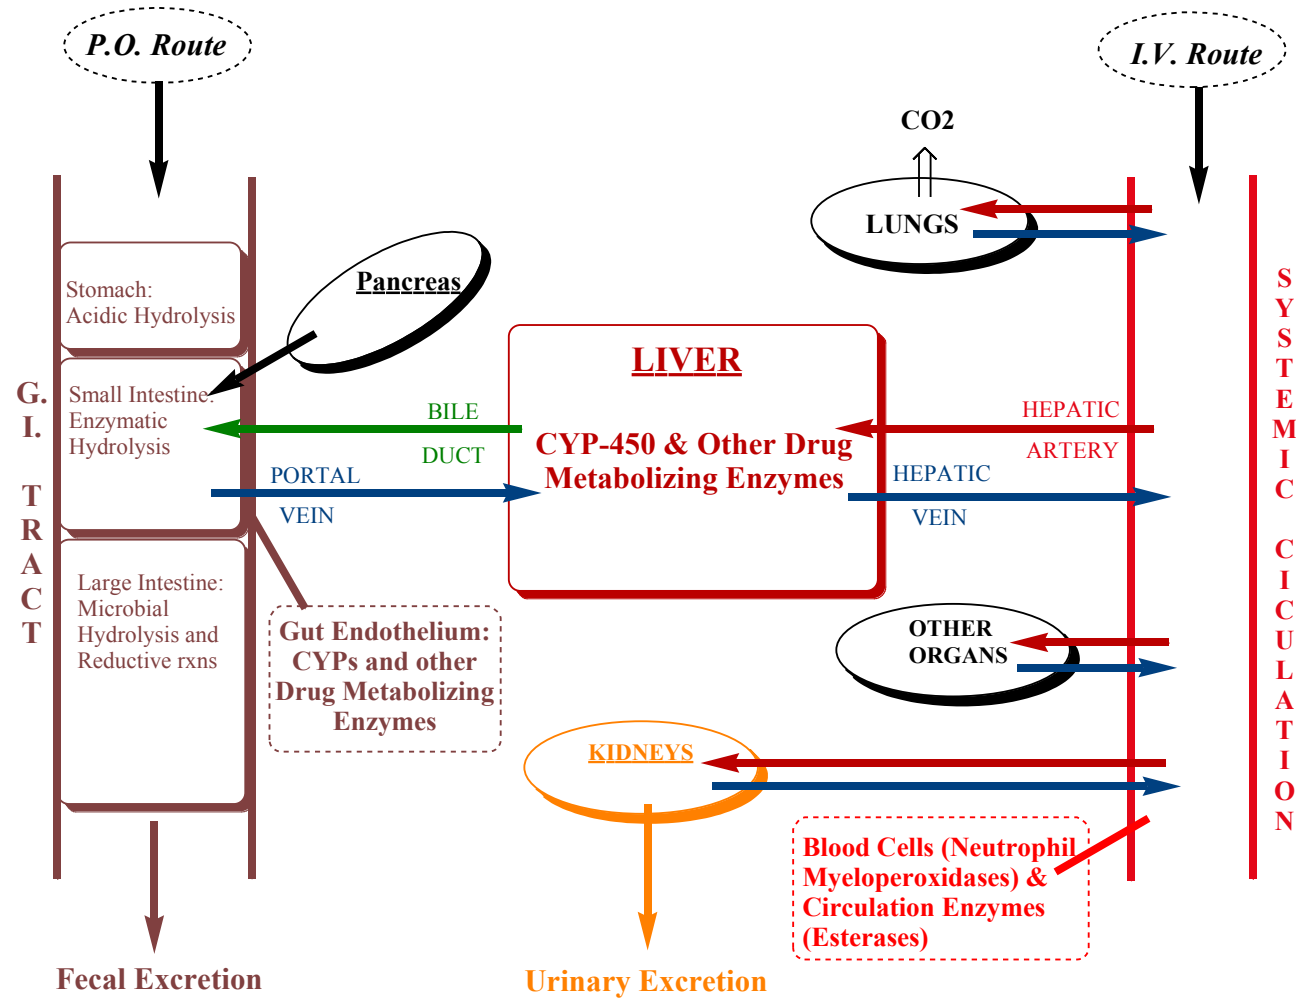 P.O. Route
I.V. Route
CO2
LUNGS
Pancreas
Stomach:
Acidic Hydrolysis
Small Intestine:
Enzymatic
Hydrolysis
Large Intestine:
Microbial
Hydrolysis and
Reductive rxns
G.
I.
T
R
A
C
T
BILE
DUCT
PORTAL
VEIN
LIVER
CYP-450 & Other Drug
Metabolizing Enzymes
HEPATIC
ARTERY
HEPATIC
VEIN
S
Y
S
T
E
M
I
C
C
I
C
U
L
A
T
I
O
N
Gut Endothelium:
CYPs and other
Drug Metabolizing
Enzymes
OTHER
ORGANS
KIDNEYS
Blood Cells (Neutrophil
Myeloperoxidases) &
Circulation Enzymes
(Esterases)
Fecal Excretion
Urinary Excretion